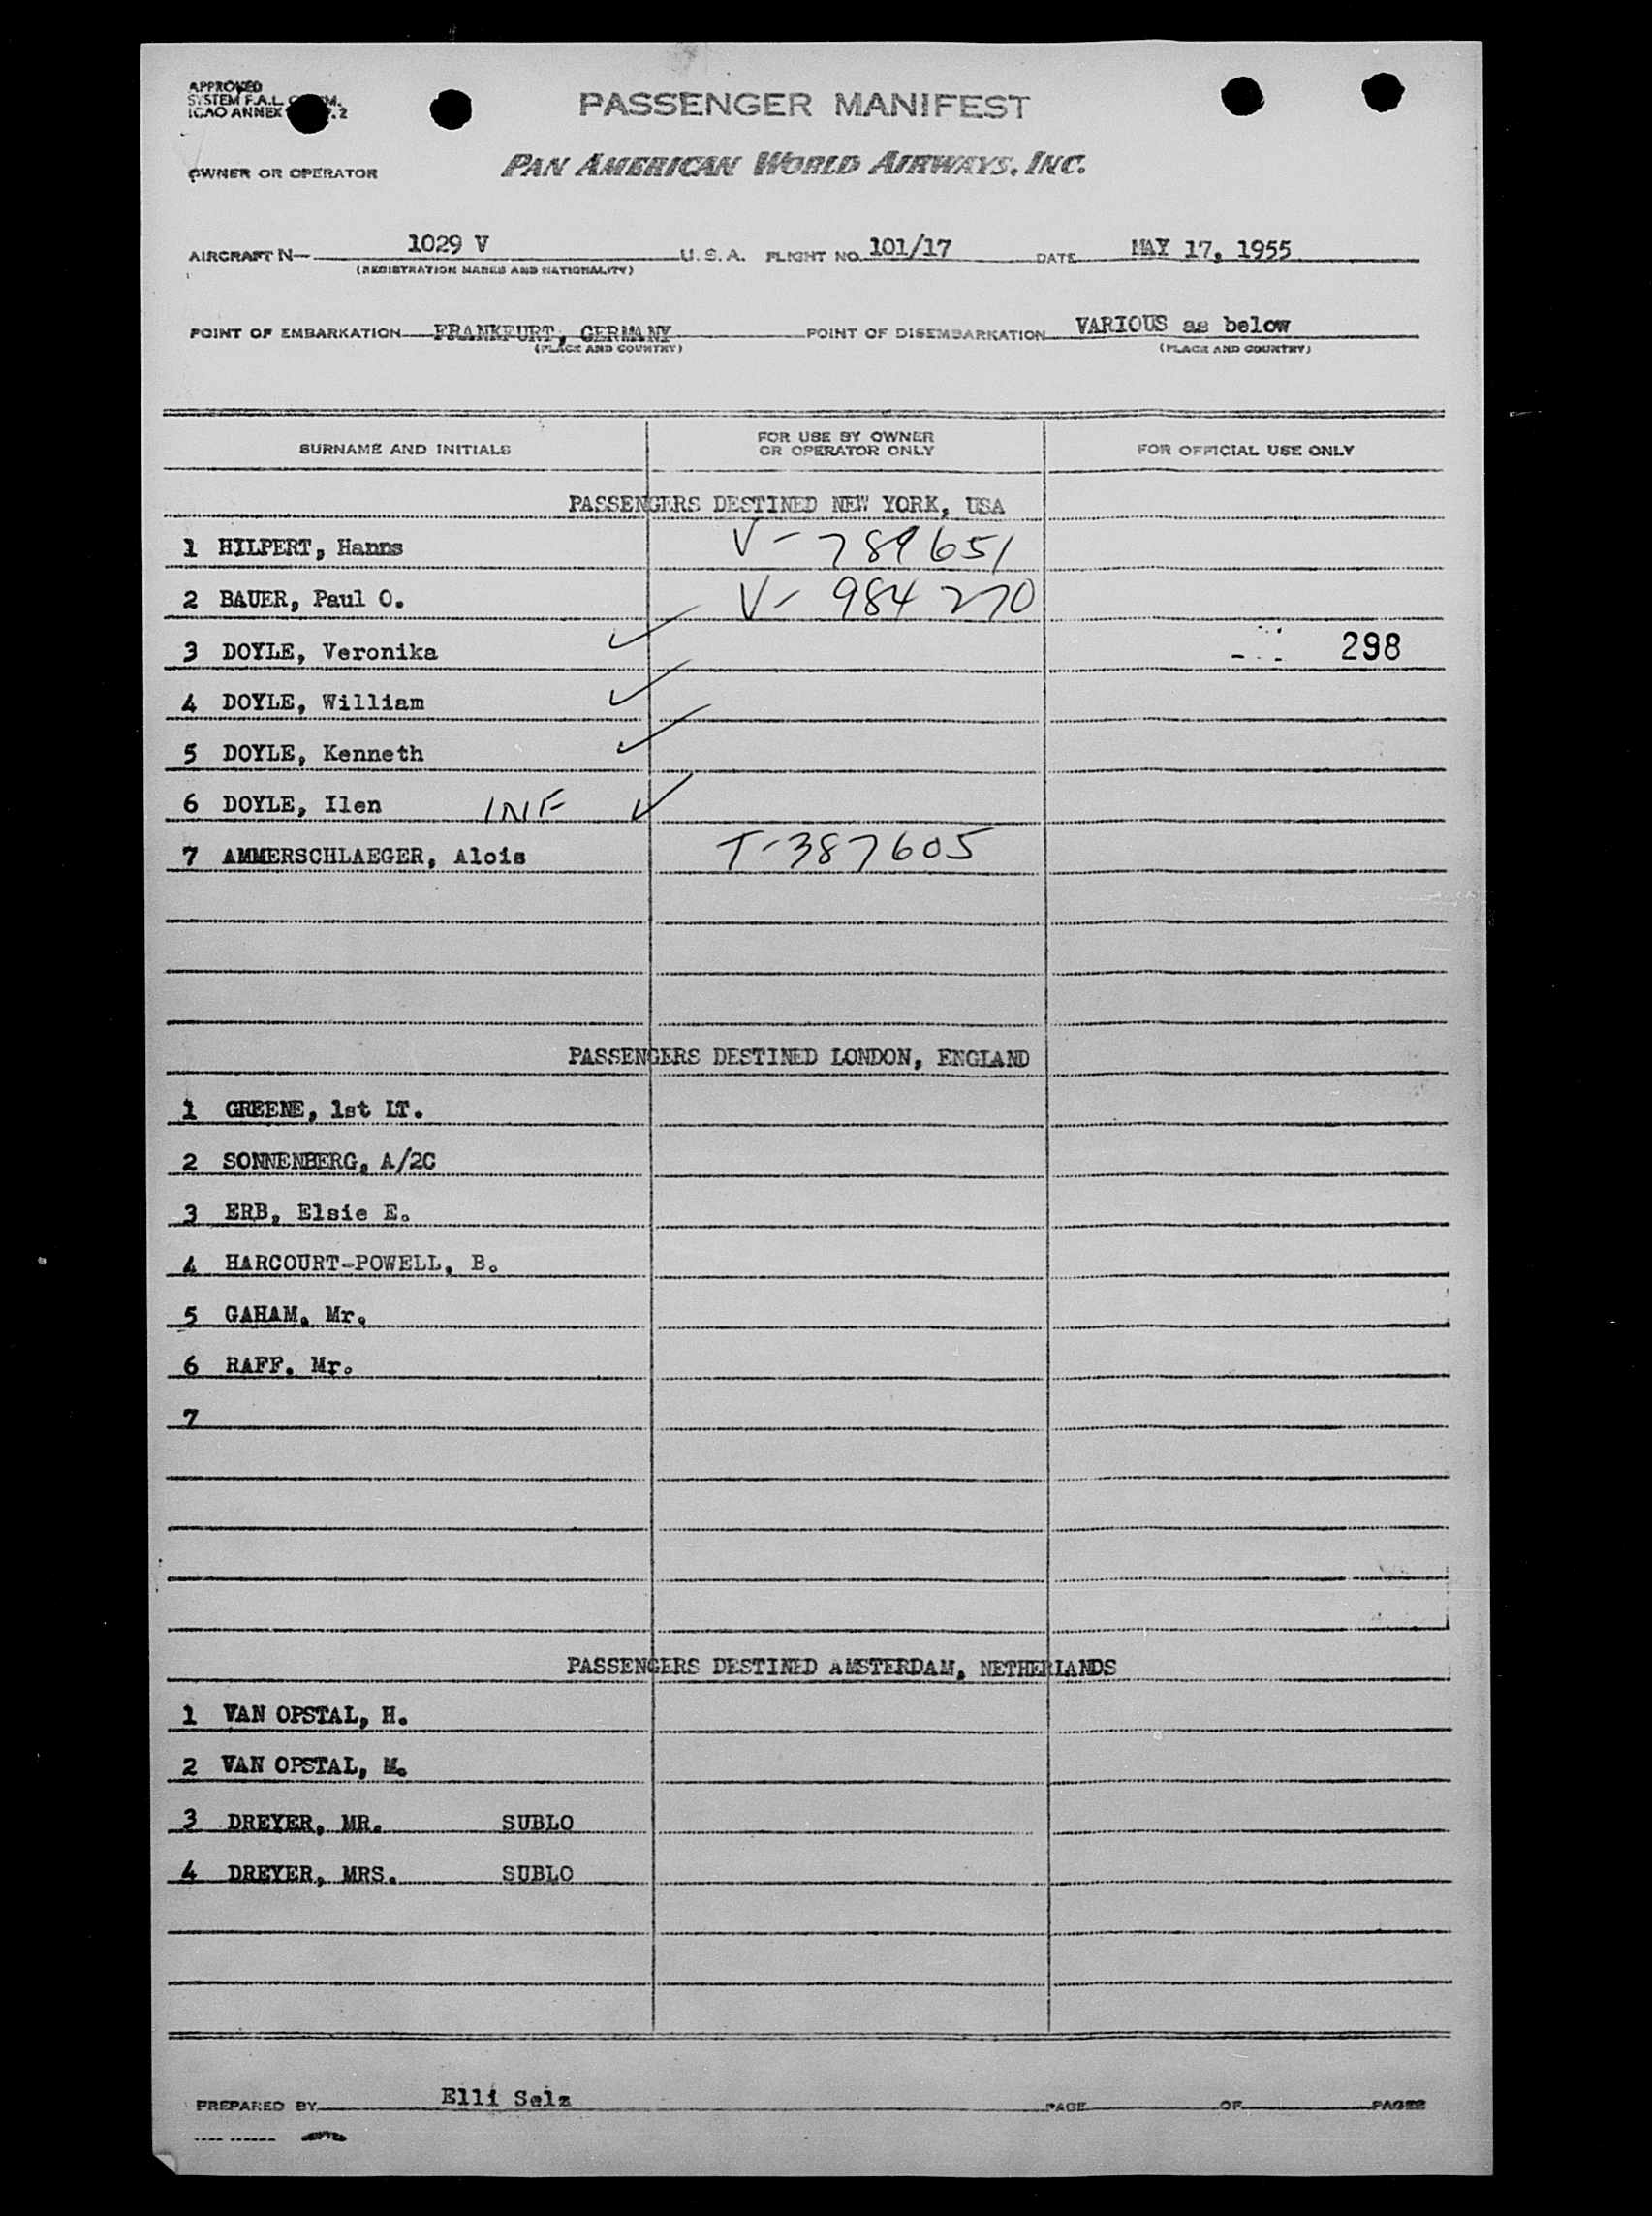 APPROVED
SYSTEM F.A.L.
ICAO ANNEX
PASSENGER MANIFEST
OWNER OR OPERATOR PAN AMERICAN WORLD AIRWAYS, INC.
AIRCRAFT N— 1029 V U.S.A. FLIGHT NO. 101/17 DATE MAY 17, 1955
(REGISTRATION MARKS AND NATIONALITY)
POINT OF EMBARKATION FRANKFURT, GERMANY POINT OF DISEMBARKATION VARIOUS as below
(PLACE AND COUNTRY) (PLACE AND COUNTRY)
SURNAME AND INITIALS FOR USE BY OWNER OR OPERATOR ONLY FOR OFFICIAL USE ONLY
PASSENGERS DESTINED NEW YORK, USA
1 HILPERT, Hanns V-789651
2 BAUER, Paul O. V-984270
3 DOYLE, Veronika ✓ 298
4 DOYLE, William ✓
5 DOYLE, Kenneth ✓
6 DOYLE, Ilen INF ✓
7 AMMERSCHLAEGER, Alois T-387605
PASSENGERS DESTINED LONDON, ENGLAND
1 GREENE, 1st LT.
2 SONNENBERG, A/2C
3 ERB, Elsie E.
4 HARCOURT-POWELL, B.
5 GAHAM, Mr.
6 RAFF. Mr.
7
PASSENGERS DESTINED AMSTERDAM, NETHERLANDS
1 VAN OPSTAL, H.
2 VAN OPSTAL, M.
3 DREYER, MR. SUBLO
4 DREYER, MRS. SUBLO
PREPARED BY Elli Selz PAGE OF PAGES